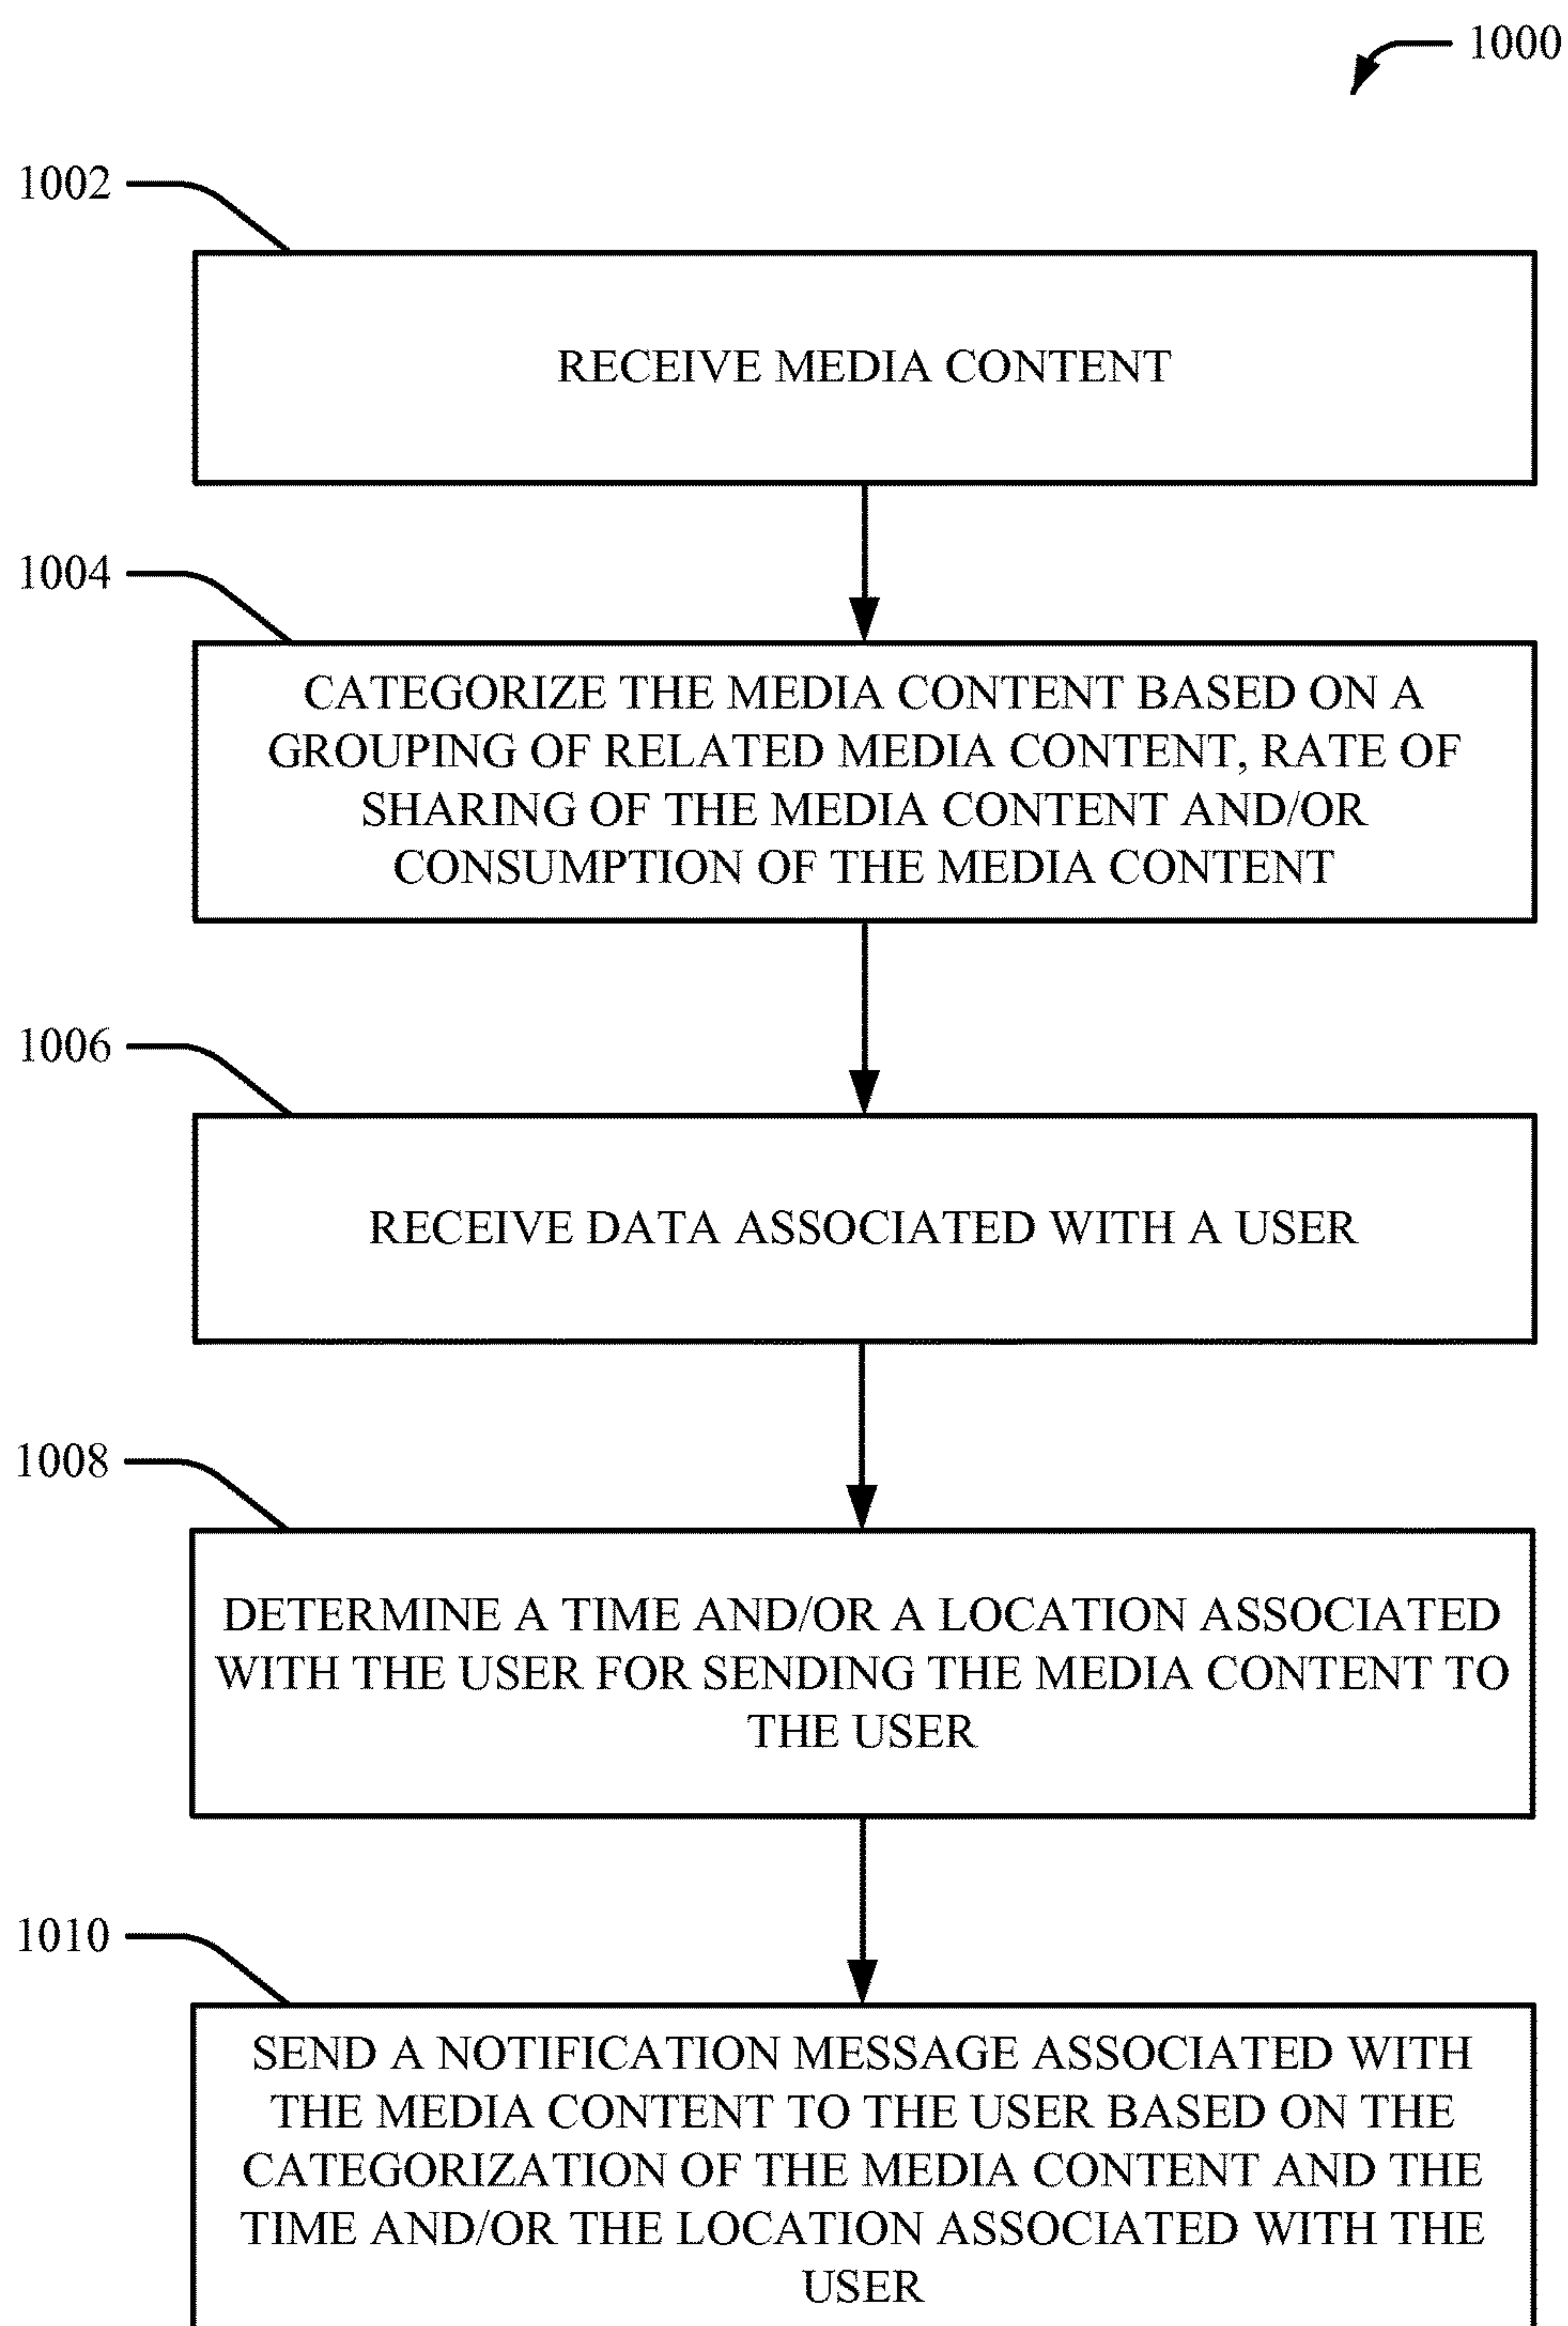 1000
1002
RECEIVE MEDIA CONTENT
1004
CATEGORIZE THE MEDIA CONTENT BASED ON A
GROUPING OF RELATED MEDIA CONTENT, RATE OF
SHARING OF THE MEDIA CONTENT AND/OR
CONSUMPTION OF THE MEDIA CONTENT
1006
RECEIVE DATA ASSOCIATED WITH A USER
1008
DETERMINE A TIME AND/OR A LOCATION ASSOCIATED
WITH THE USER FOR SENDING THE MEDIA CONTENT TO
THE USER
1010
SEND A NOTIFICATION MESSAGE ASSOCIATED WITH
THE MEDIA CONTENT TO THE USER BASED ON THE
CATEGORIZATION OF THE MEDIA CONTENT AND THE
TIME AND/OR THE LOCATION ASSOCIATED WITH THE
USER